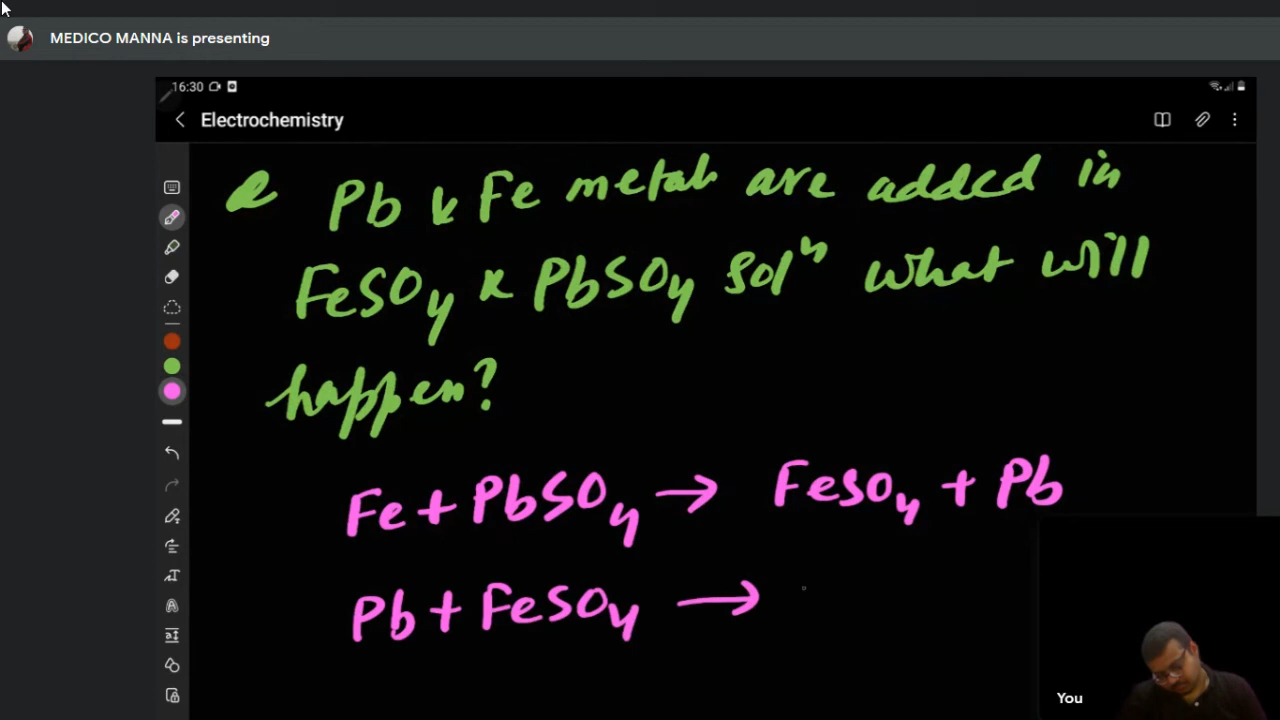 MEDICO MANNA is presenting
16:30
Electrochemistry
Pb & Fe metal are added in
FeSO4 & PbSO4 solⁿ what will
happen?
Fe + PbSO4 → FeSO4 + Pb
Pb + FeSO4 →
You